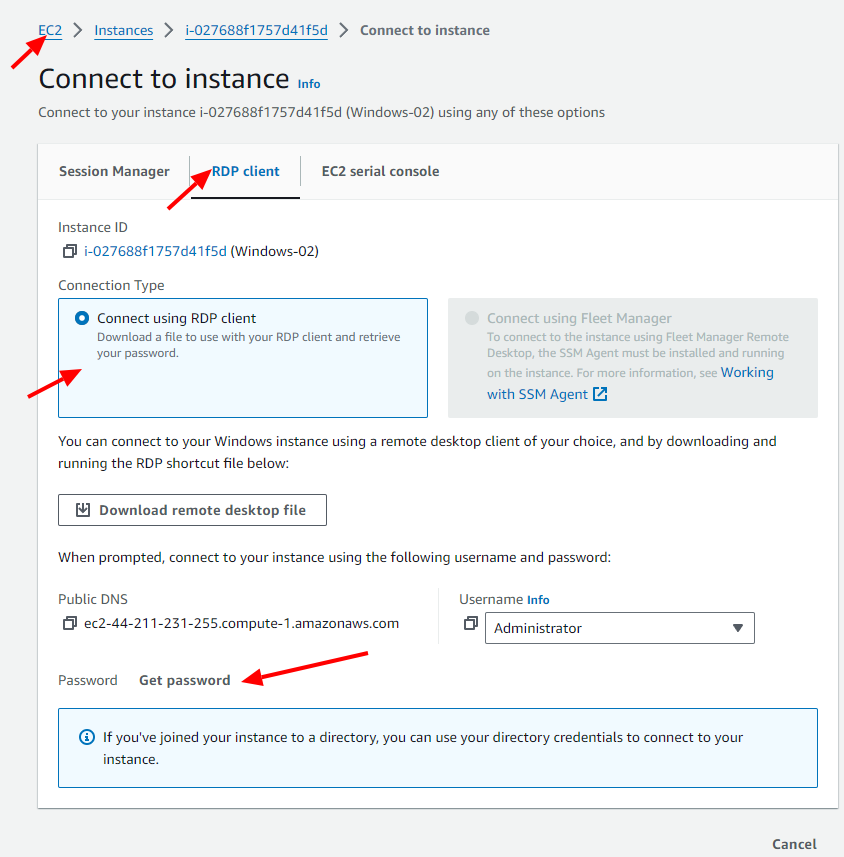 EC2 > Instances > i-027688f1757d41f5d > Connect to instance
Connect to instance Info
Connect to your instance i-027688f1757d41f5d (Windows-02) using any of these options
Session Manager RDP client EC2 serial console
Instance ID
i-027688f1757d41f5d (Windows-02)
Connection Type
Connect using RDP client
Download a file to use with your RDP client and retrieve
your password.
Connect using Fleet Manager
To connect to the instance using Fleet Manager Remote
Desktop, the SSM Agent must be installed and running
on the instance. For more information, see Working
with SSM Agent
You can connect to your Windows instance using a remote desktop client of your choice, and by downloading and
running the RDP shortcut file below:
Download remote desktop file
When prompted, connect to your instance using the following username and password:
Public DNS
ec2-44-211-231-255.compute-1.amazonaws.com
Username Info
Administrator
Password Get password
If you've joined your instance to a directory, you can use your directory credentials to connect to your
instance.
Cancel